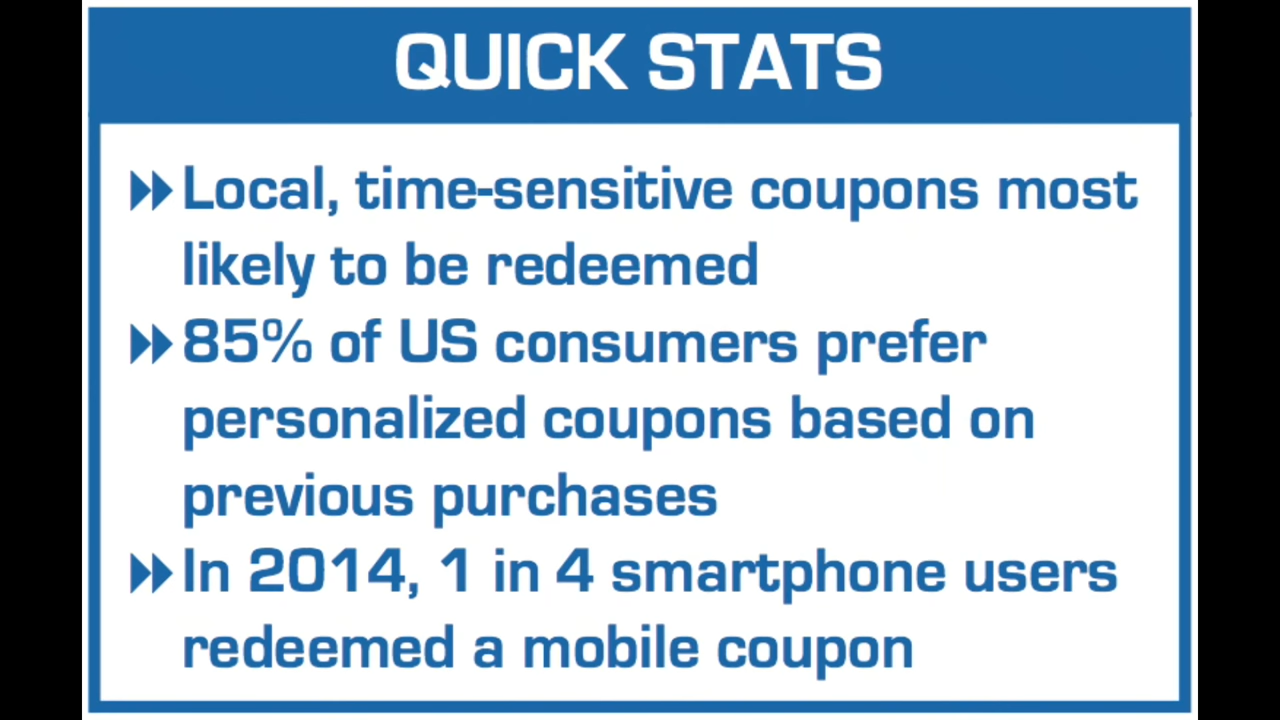 QUICK STATS
Local, time-sensitive coupons most
likely to be redeemed
85% of US consumers prefer
personalized coupons based on
previous purchases
In 2014, 1 in 4 smartphone users
redeemed a mobile coupon